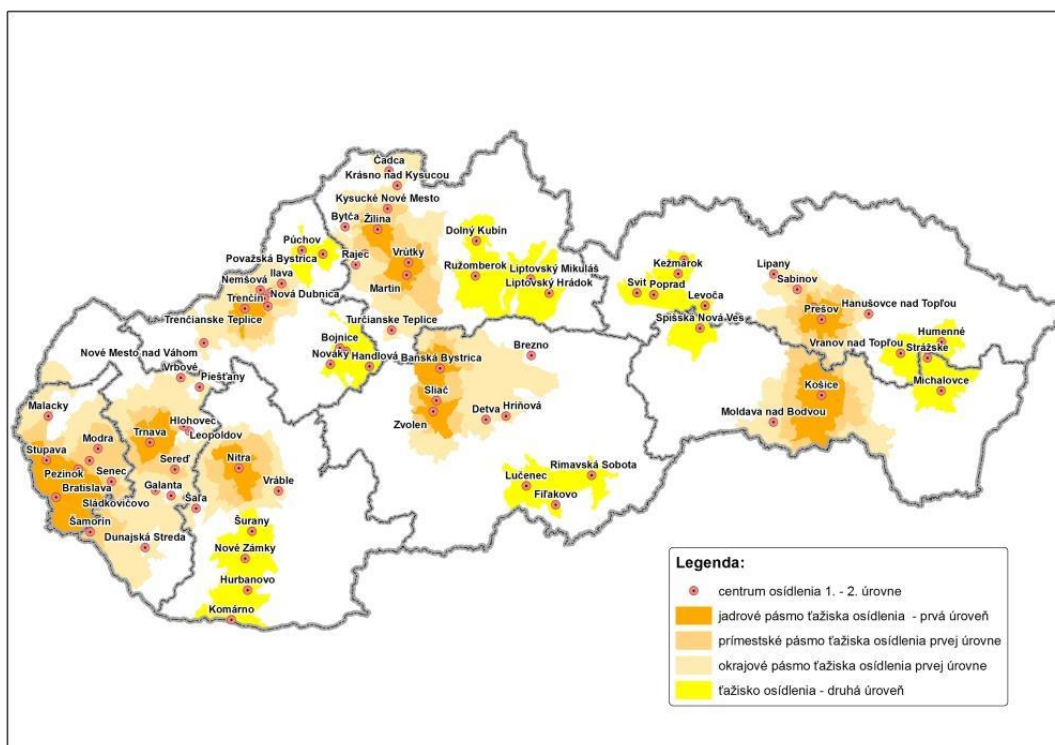 Čadca
Krásno nad Kysucou
Kysucké Nové Mesto
Bytča
Žilina
Dolný Kubín
Púchov
Vrútky
Považská Bystrica
Rajec
Kežmarok
Lipany
Ilava
Ružomberok
Liptovský Mikuláš
Sabinov
Nemšová
Martin
Liptovský Hrádok
Svit
Poprad
Trenčín
Nová Dubnica
Levoča
Hanušovce nad Topľou
Prešov
Trenčianske Teplice
Turčianske Teplice
Spišská Nová Ves
Humenné
Bojnice
Brezno
Vranov nad Topľou
Strážske
Nové Mesto nad Váhom
Nováky
Handlová
Banská Bystrica
Vrbové
Piešťany
Michalovce
Sliač
Košice
Malacky
Hlohovec
Detva
Hriňová
Moldava nad Bodvou
Zvolen
Trnava
Leopoldov
Modra
Stupava
Sereď
Nitra
Rimavská Sobota
Pezinok
Senec
Lučenec
Bratislava
Galanta
Vráble
Sládkovičovo
Šaľa
Fiľakovo
Šamorín
Šurany
Dunajská Streda
Nové Zámky
Hurbanovo
Komárno
Legenda:
centrum osídlenia 1. - 2. úrovne
jadrové pásmo ťažiska osídlenia - prvá úroveň
prímestské pásmo ťažiska osídlenia prvej úrovne
okrajové pásmo ťažiska osídlenia prvej úrovne
ťažisko osídlenia - druhá úroveň